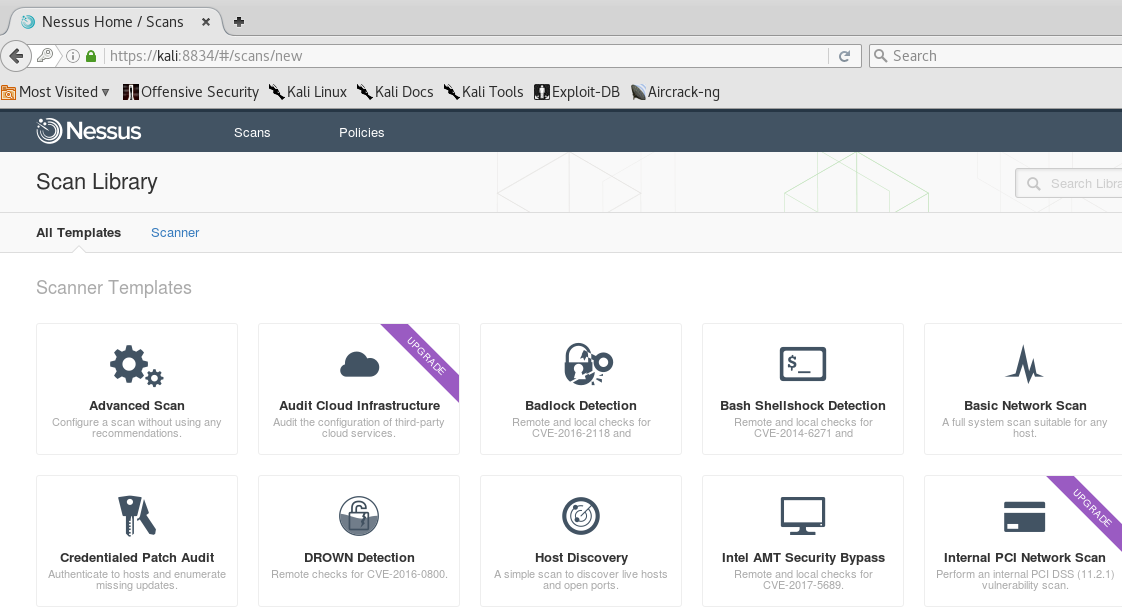 Nessus Home / Scans
https://kali:8834/#/scans/new
Search
Most Visited
Offensive Security
Kali Linux
Kali Docs
Kali Tools
Exploit-DB
Aircrack-ng
Nessus
Scans
Policies
Scan Library
Search Libra
All Templates
Scanner
Scanner Templates
Advanced Scan
Configure a scan without using any
recommendations.
UPGRADE
Audit Cloud Infrastructure
Audit the configuration of third-party
cloud services.
Badlock Detection
Remote and local checks for
CVE-2016-2118 and
$_
Bash Shellshock Detection
Remote and local checks for
CVE-2014-6271 and
Basic Network Scan
A full system scan suitable for any
host.
Credentialed Patch Audit
Authenticate to hosts and enumerate
missing updates.
DROWN Detection
Remote checks for CVE-2016-0800.
Host Discovery
A simple scan to discover live hosts
and open ports.
Intel AMT Security Bypass
Remote and local checks for
CVE-2017-5689.
UPGRADE
Internal PCI Network Scan
Perform an internal PCI DSS (11.2.1)
vulnerability scan.